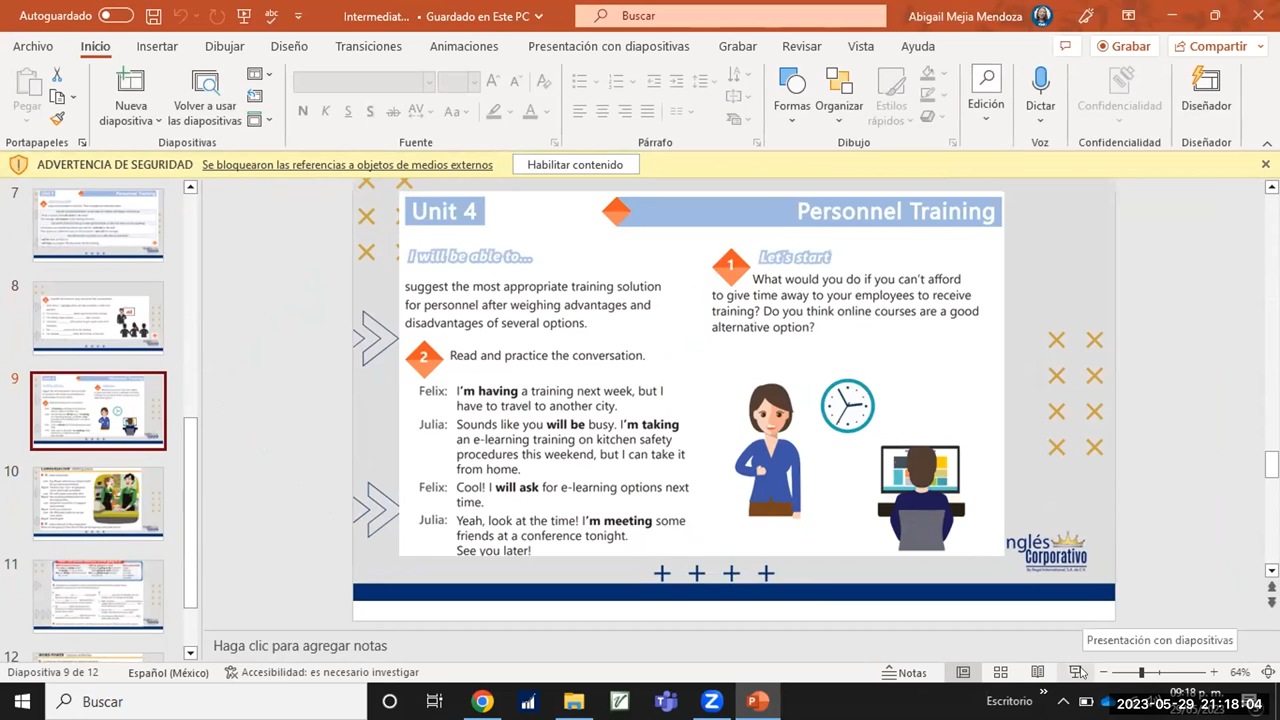 Autoguardado
Intermediat... • Guardado en Este PC
Buscar
Abigail Mejia Mendoza
Archivo Inicio Insertar Dibujar Diseño Transiciones Animaciones Presentación con diapositivas Grabar Revisar Vista Ayuda
Grabar
Compartir
Pegar
Nueva diapositiva
Volver a usar las diapositivas
N K S S ab AV Aa A
Formas
Organizar
Estilos rápidos
Edición
Dictar
Confidencialidad
Diseñador
Portapapeles Diapositivas Fuente Párrafo Dibujo Voz Confidencialidad Diseñador
ADVERTENCIA DE SEGURIDAD Se bloquearon las referencias a objetos de medios externos Habilitar contenido
7
8
9
10
11
12
Unit 4
Personnel Training
I will be able to...
suggest the most appropriate training solution
for personnel after weighing advantages and
disadvantages of several options.
1 Let's start
What would you do if you can't afford
to give time away to your employees to receive
training? Do you think online courses are a good
alternative option?
2 Read and practice the conversation.
Felix: I'm having a training next week, but I
have to travel to another city.
Julia: Sounds like you will be busy. I'm taking
an e-learning training on kitchen safety
procedures this weekend, but I can take it
from home.
Felix: Cool! I will ask for e-learning options next
time.
Julia: Yeah, look at the time! I'm meeting some
friends at a conference tonight.
See you later!
Inglés
Corporativo
Haga clic para agregar notas
Presentación con diapositivas
Diapositiva 9 de 12
Español (México)
Accesibilidad: es necesario investigar
Notas
64%
Buscar
Escritorio
09:18 p. m.
2023-05-29 21:18:04